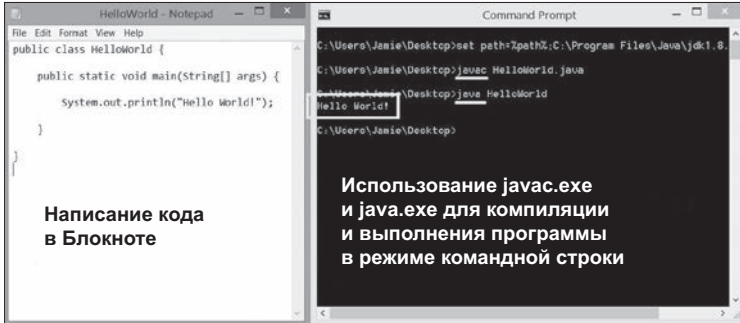 HelloWorld - Notepad
File Edit Format View Help
public class HelloWorld {
public static void main(String[] args) {
System.out.println("Hello World!");
}
}
Написание кода
в Блокноте
Command Prompt
C:\Users\Jamie\Desktop>set path=%path%;C:\Program Files\Java\jdk1.8.
C:\Users\Jamie\Desktop>javac HelloWorld.java
C:\Users\Jamie\Desktop>java HelloWorld
Hello World!
C:\Users\Jamie\Desktop>
Использование javac.exe
и java.exe для компиляции
и выполнения программы
в режиме командной строки